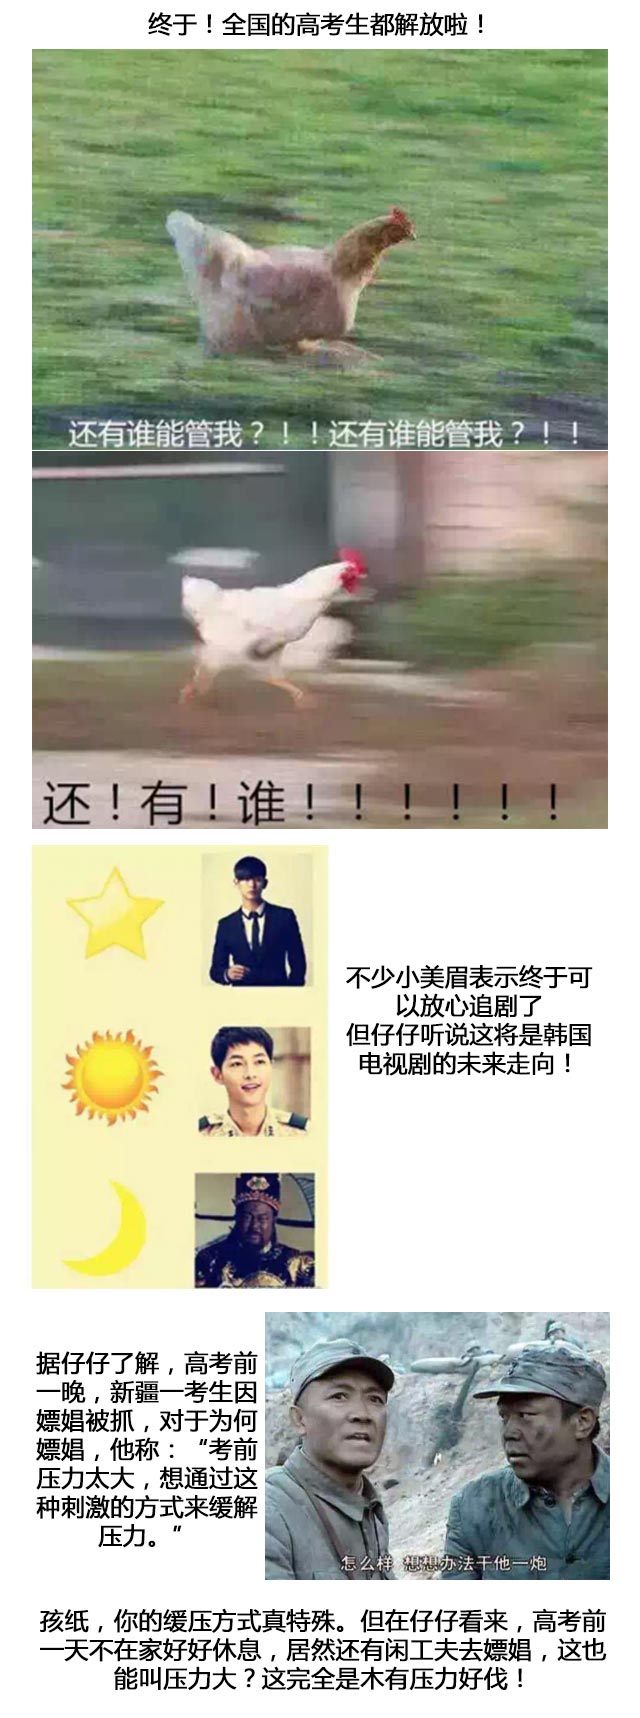 终于！全国的高考生都解放啦！
还有谁能管我？！！还有谁能管我？！！
还！有！谁！！！！！！
不少小美眉表示终于可
以放心追剧了
但仔仔听说这将是韩国
电视剧的未来走向！
据仔仔了解，高考前
一晚，新疆一考生因
嫖娼被抓，对于为何
嫖娼，他称：“考前
压力太大，想通过这
种刺激的方式来缓解
压力。”
怎么样 想想办法干他一炮
孩纸，你的缓压方式真特殊。但在仔仔看来，高考前
一天不在家好好休息，居然还有闲工夫去嫖娼，这也
能叫压力大？这完全是木有压力好伐！